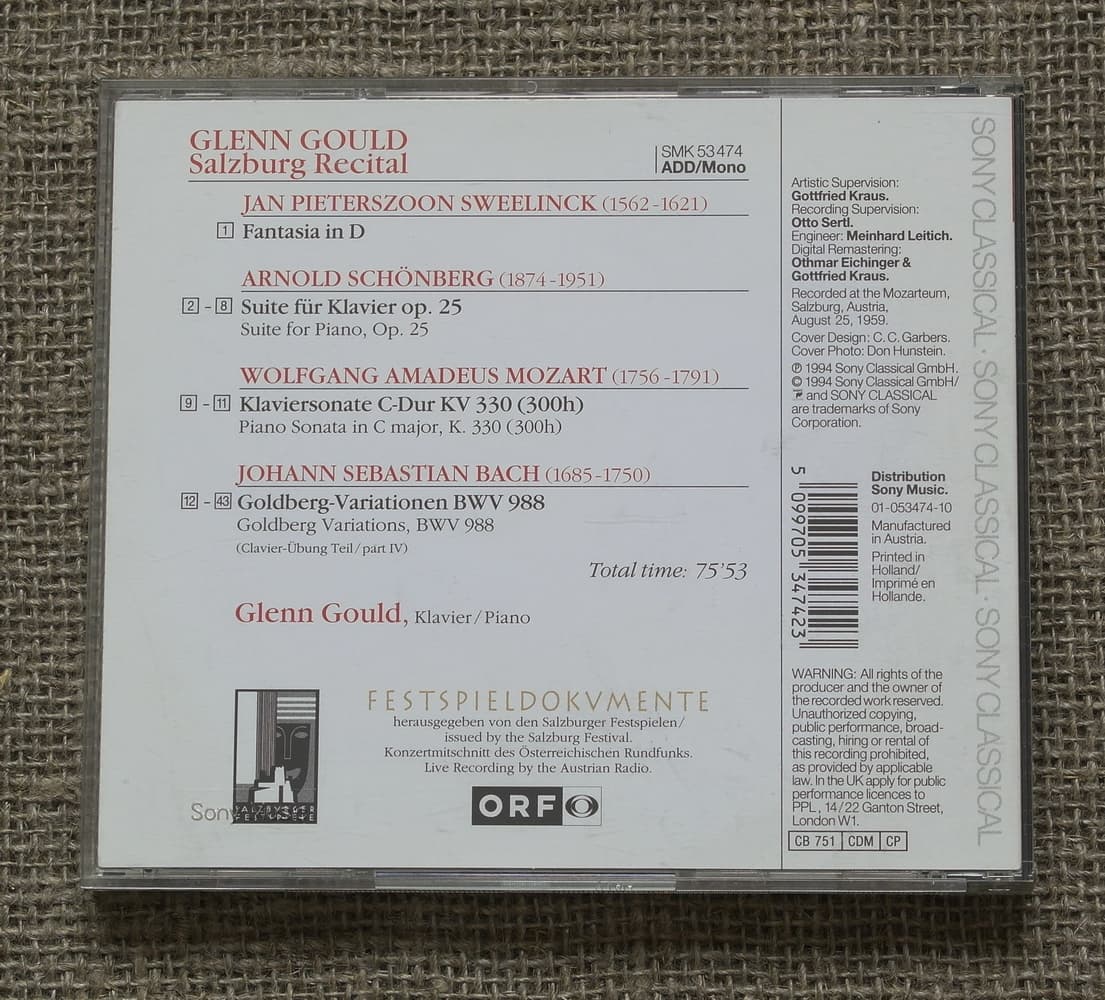 GLENN GOULD
Salzburg Recital
SMK 53 474
ADD/Mono
JAN PIETERSZOON SWEELINCK (1562-1621)
1 Fantasia in D
ARNOLD SCHÖNBERG (1874-1951)
2 - 8 Suite für Klavier op. 25
Suite for Piano, Op. 25
WOLFGANG AMADEUS MOZART (1756-1791)
9 - 11 Klaviersonate C-Dur KV 330 (300h)
Piano Sonata in C major, K. 330 (300h)
JOHANN SEBASTIAN BACH (1685-1750)
12 - 43 Goldberg-Variationen BWV 988
Goldberg Variations, BWV 988
(Clavier-Übung Teil/part IV)
Total time: 75'53
Glenn Gould, Klavier/Piano
FESTSPIELDOKVMENTE
herausgegeben von den Salzburger Festspielen/
issued by the Salzburg Festival.
Konzertmitschnitt des Österreichischen Rundfunks.
Live Recording by the Austrian Radio.
SALZBURGER
FESTSPIELE
Sony
ORF
Artistic Supervision:
Gottfried Kraus.
Recording Supervision:
Otto Sertl.
Engineer: Meinhard Leitich.
Digital Remastering:
Othmar Eichinger &
Gottfried Kraus.
Recorded at the Mozarteum,
Salzburg, Austria,
August 25, 1959.
Cover Design: C. C. Garbers.
Cover Photo: Don Hunstein.
℗ 1994 Sony Classical GmbH.
© 1994 Sony Classical GmbH/
and SONY CLASSICAL
are trademarks of Sony
Corporation.
5 099705 347423
Distribution
Sony Music.
01-053474-10
Manufactured
in Austria.
Printed in
Holland/
Imprimé en
Hollande.
WARNING: All rights of the
producer and the owner of
the recorded work reserved.
Unauthorized copying,
public performance, broad-
casting, hiring or rental of
this recording prohibited,
as provided by applicable
law. In the UK apply for public
performance licences to
PPL, 14/22 Ganton Street,
London W1.
CB 751 CDM CP
SONY CLASSICAL · SONY CLASSICAL · SONY CLASSICAL